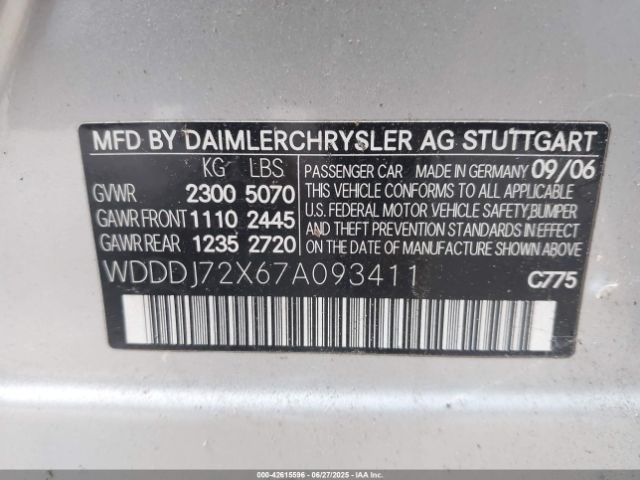 MFD BY DAIMLERCHRYSLER AG STUTTGART
KG LBS
GVWR 2300 5070
GAWR FRONT 1110 2445
GAWR REAR 1235 2720
PASSENGER CAR MADE IN GERMANY 09/06
THIS VEHICLE CONFORMS TO ALL APPLICABLE
U.S. FEDERAL MOTOR VEHICLE SAFETY, BUMPER
AND THEFT PREVENTION STANDARDS IN EFFECT
ON THE DATE OF MANUFACTURE SHOWN ABOVE.
WDDDJ72X67A093411 C775
000-42615596 | 06/27/2025 | IAAI.COM